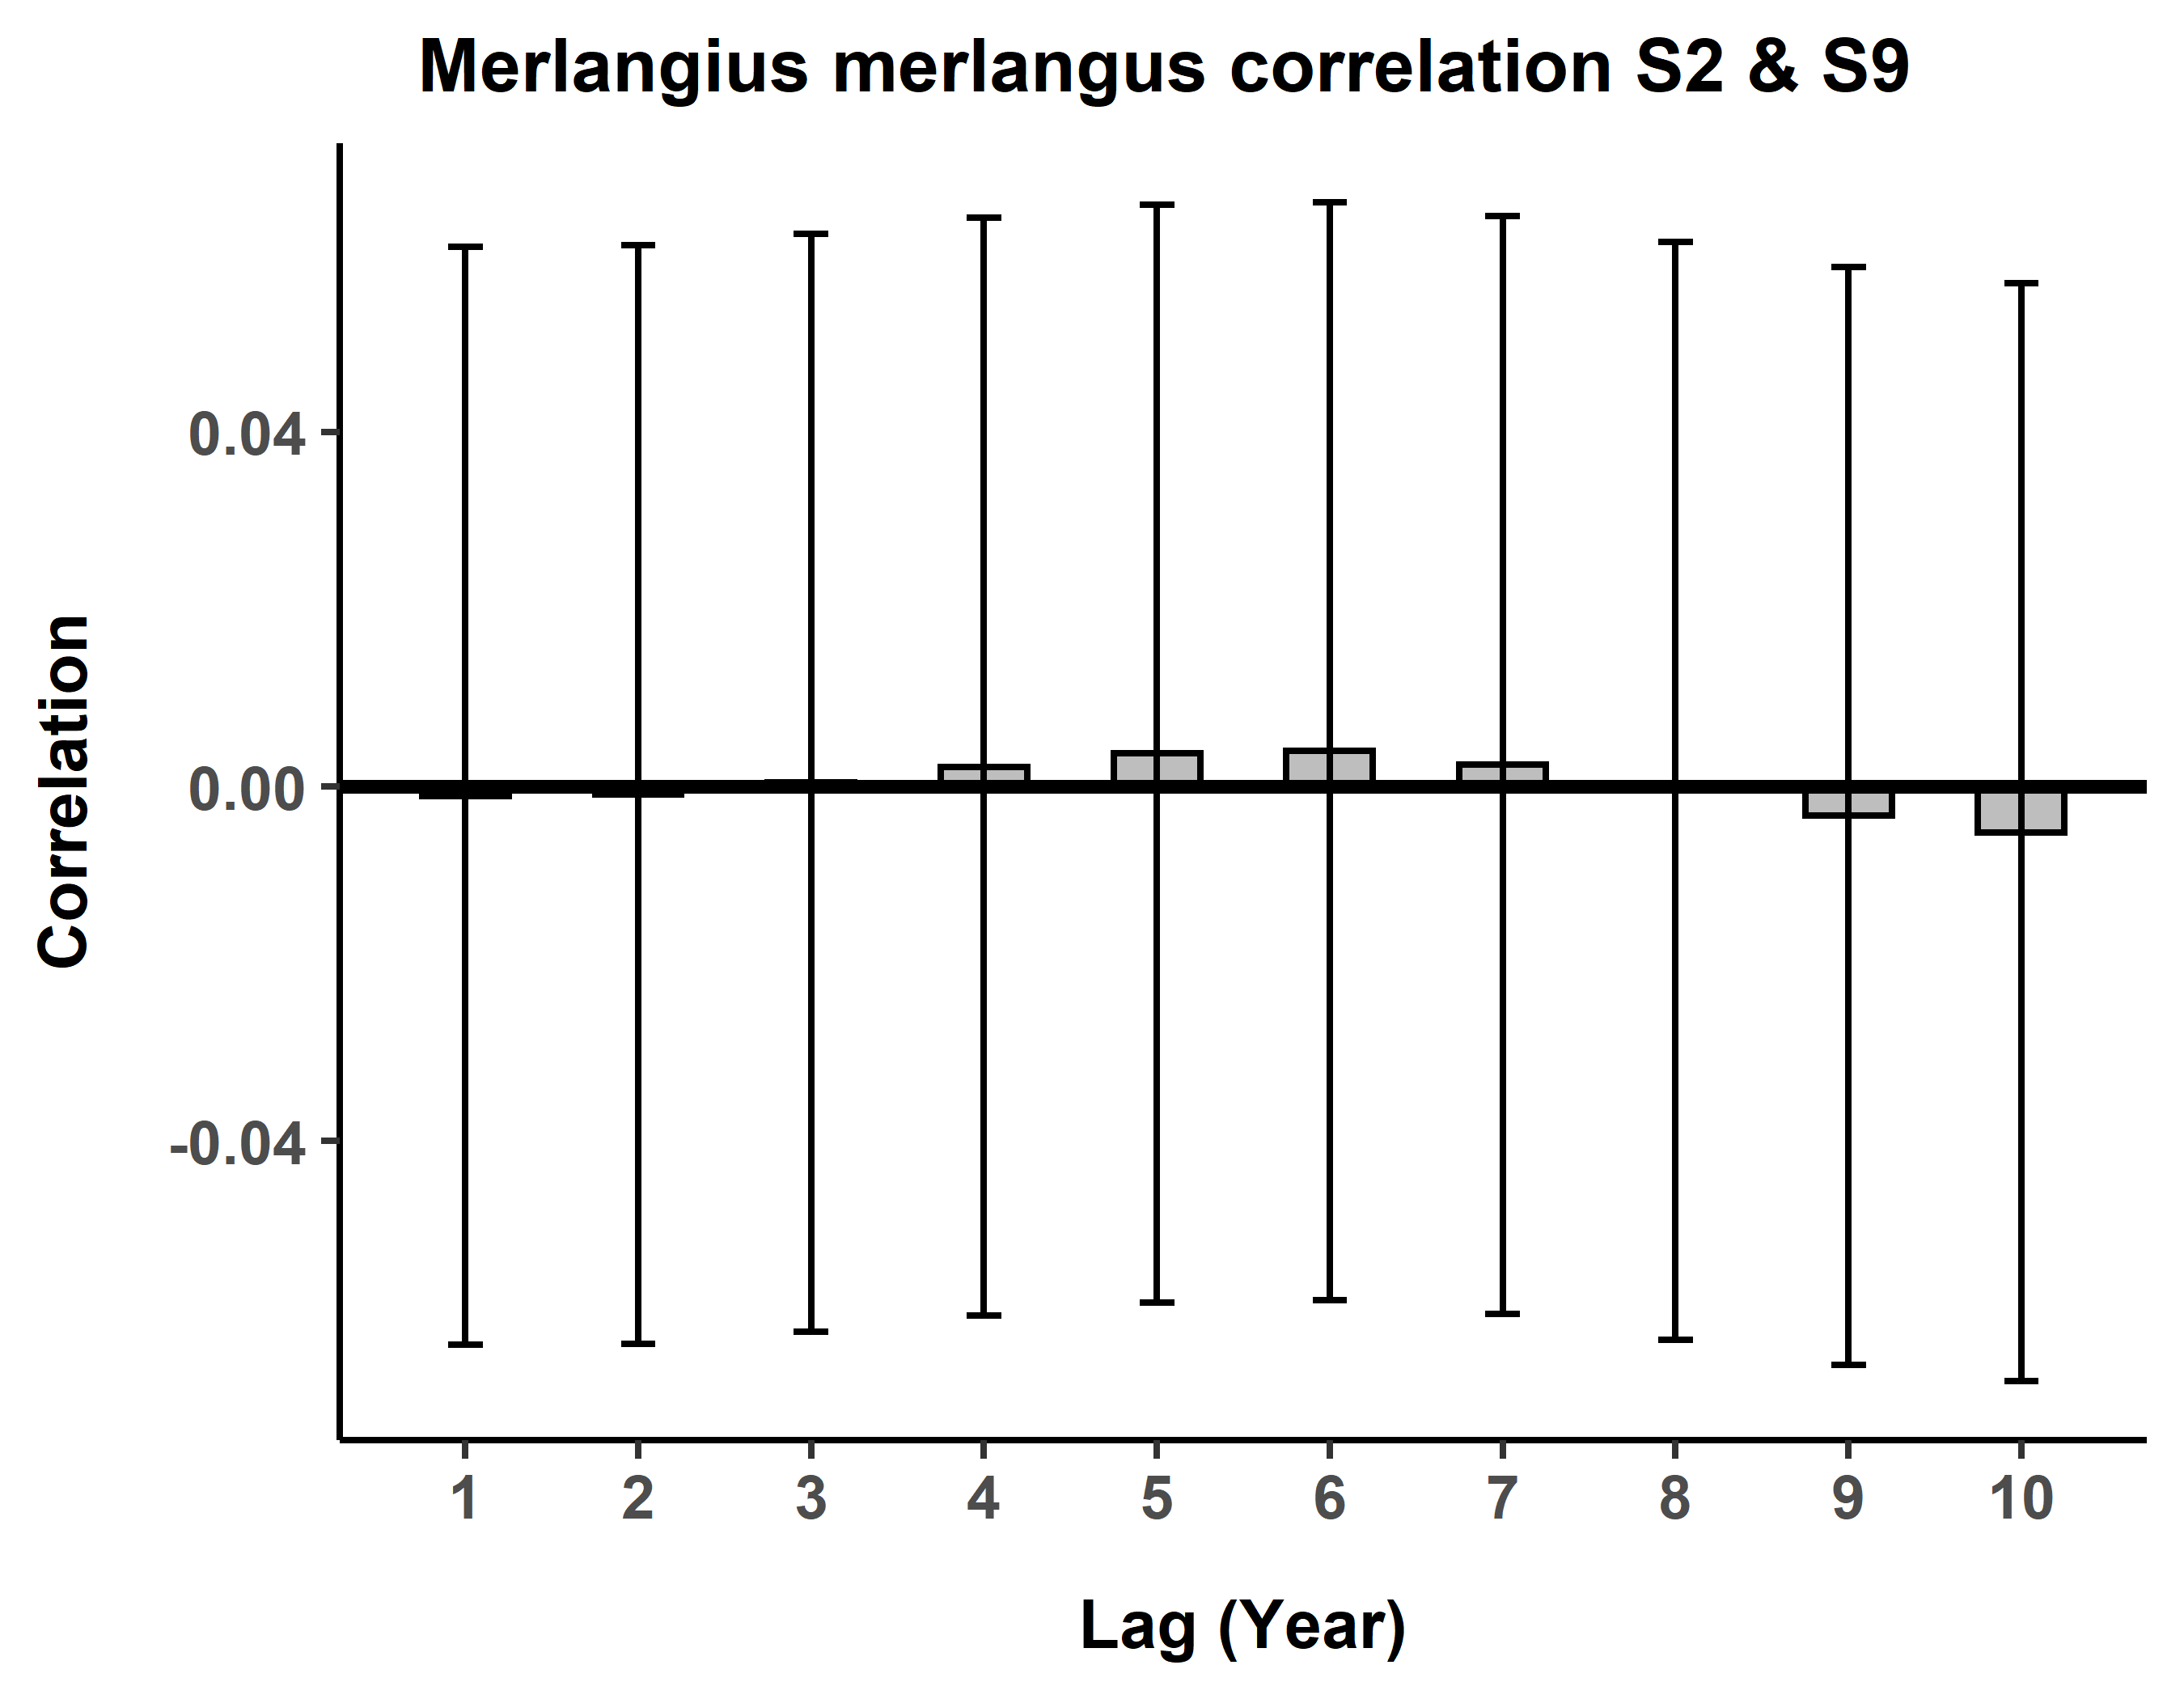 Merlangius merlangus correlation S2 & S9
Correlation
0.04
0.00
-0.04
1 2 3 4 5 6 7 8 9 10
Lag (Year)